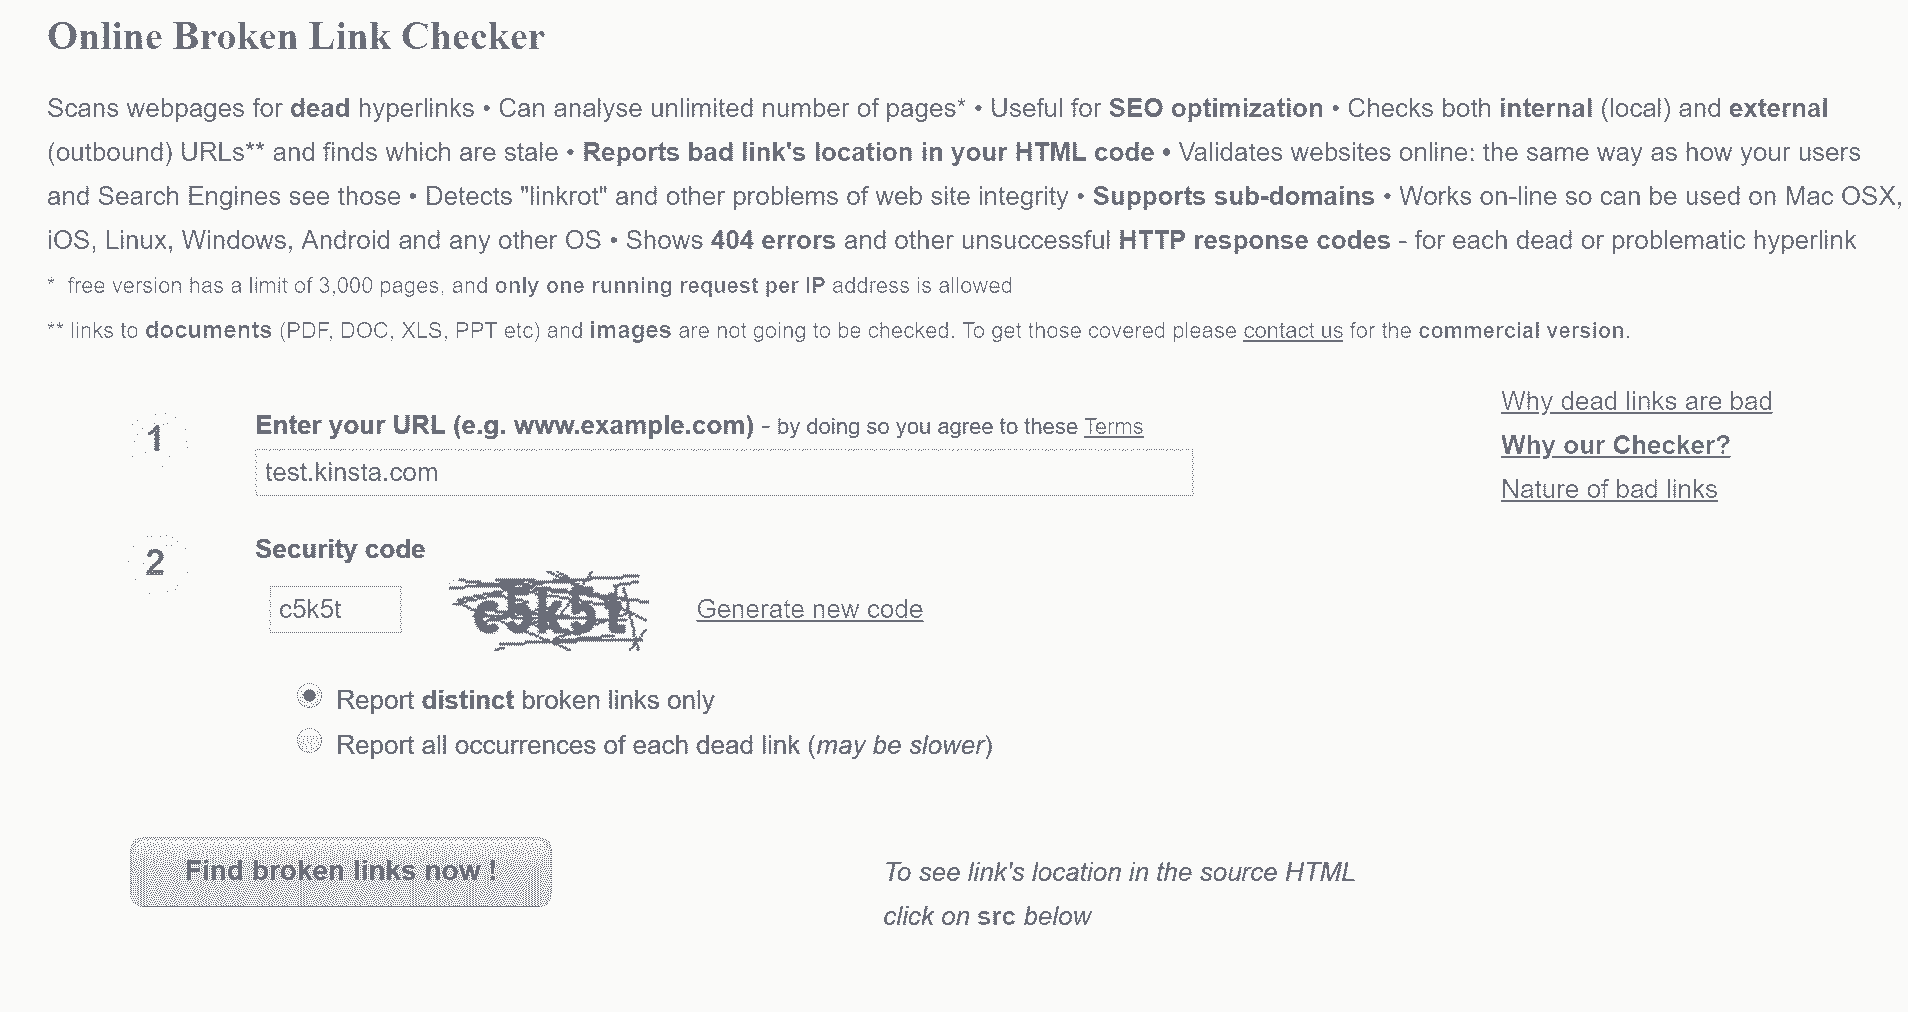 Online Broken Link Checker
Scans webpages for dead hyperlinks • Can analyse unlimited number of pages* • Useful for SEO optimization • Checks both internal (local) and external
(outbound) URLs** and finds which are stale • Reports bad link's location in your HTML code • Validates websites online: the same way as how your users
and Search Engines see those • Detects "linkrot" and other problems of web site integrity • Supports sub-domains • Works on-line so can be used on Mac OSX,
iOS, Linux, Windows, Android and any other OS • Shows 404 errors and other unsuccessful HTTP response codes - for each dead or problematic hyperlink
* free version has a limit of 3,000 pages, and only one running request per IP address is allowed
** links to documents (PDF, DOC, XLS, PPT etc) and images are not going to be checked. To get those covered please contact us for the commercial version.
Why dead links are bad
1 Enter your URL (e.g. www.example.com) - by doing so you agree to these Terms
Why our Checker?
test.kinsta.com
Nature of bad links
2 Security code
c5k5t c5k5t Generate new code
Report distinct broken links only
Report all occurrences of each dead link (may be slower)
Find broken links now !
To see link's location in the source HTML
click on src below